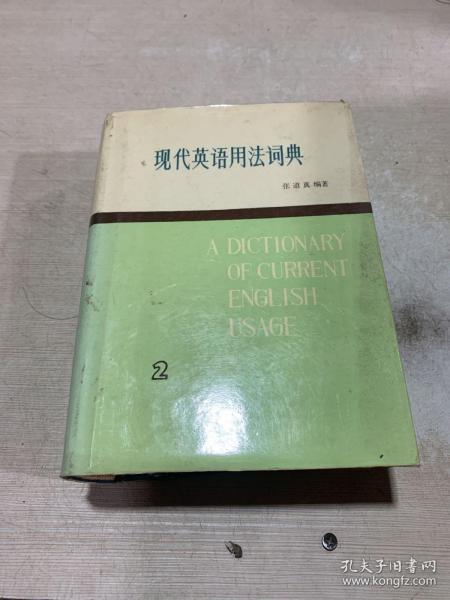 现代英语用法词典
张道真 编著
A DICTIONARY
OF CURRENT
ENGLISH
USAGE
2
孔夫子旧书网
www.kongfz.com